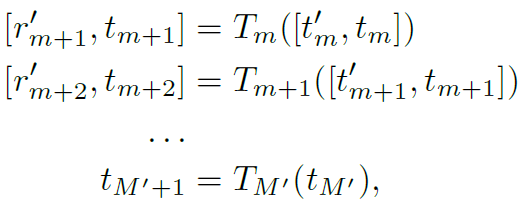 [r′_{m+1}, t_{m+1}] = T_m([t′_m, t_m])
[r′_{m+2}, t_{m+2}] = T_{m+1}([t′_{m+1}, t_{m+1}])
...
t_{M′+1} = T_{M′}(t_{M′}),